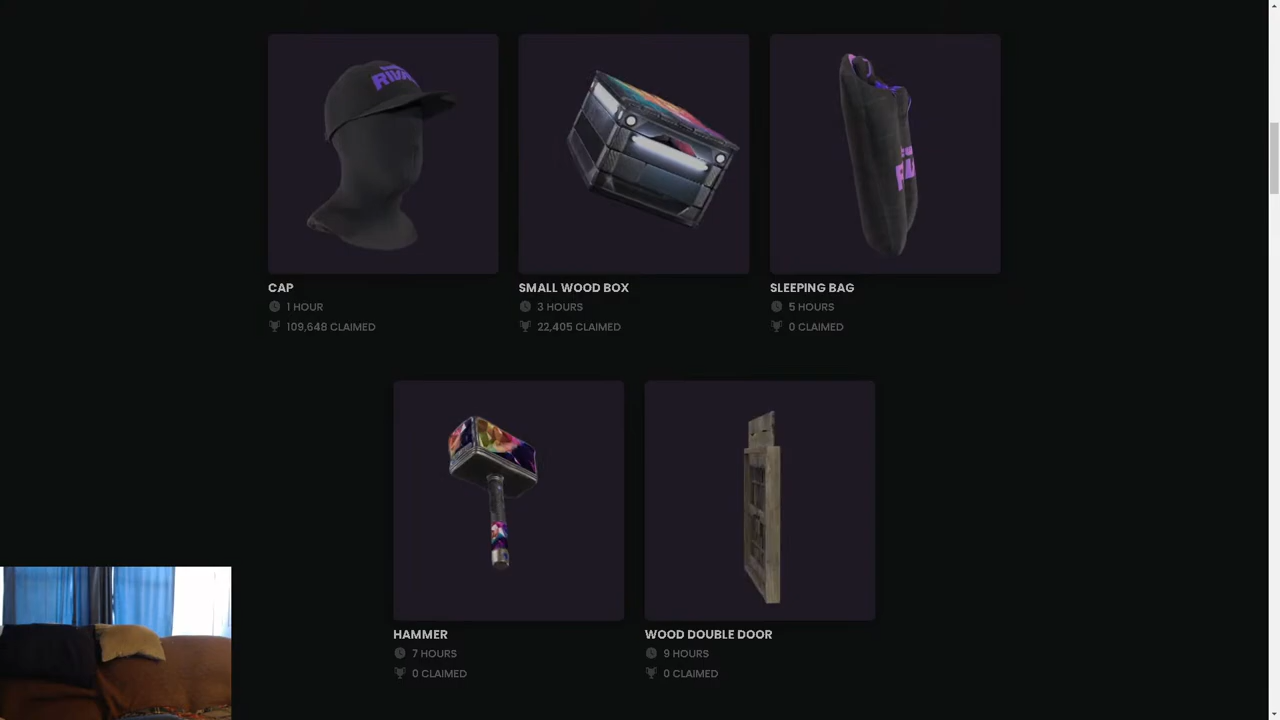 CAP
1 HOUR
109,648 CLAIMED
SMALL WOOD BOX
3 HOURS
22,405 CLAIMED
SLEEPING BAG
5 HOURS
0 CLAIMED
HAMMER
7 HOURS
0 CLAIMED
WOOD DOUBLE DOOR
9 HOURS
0 CLAIMED